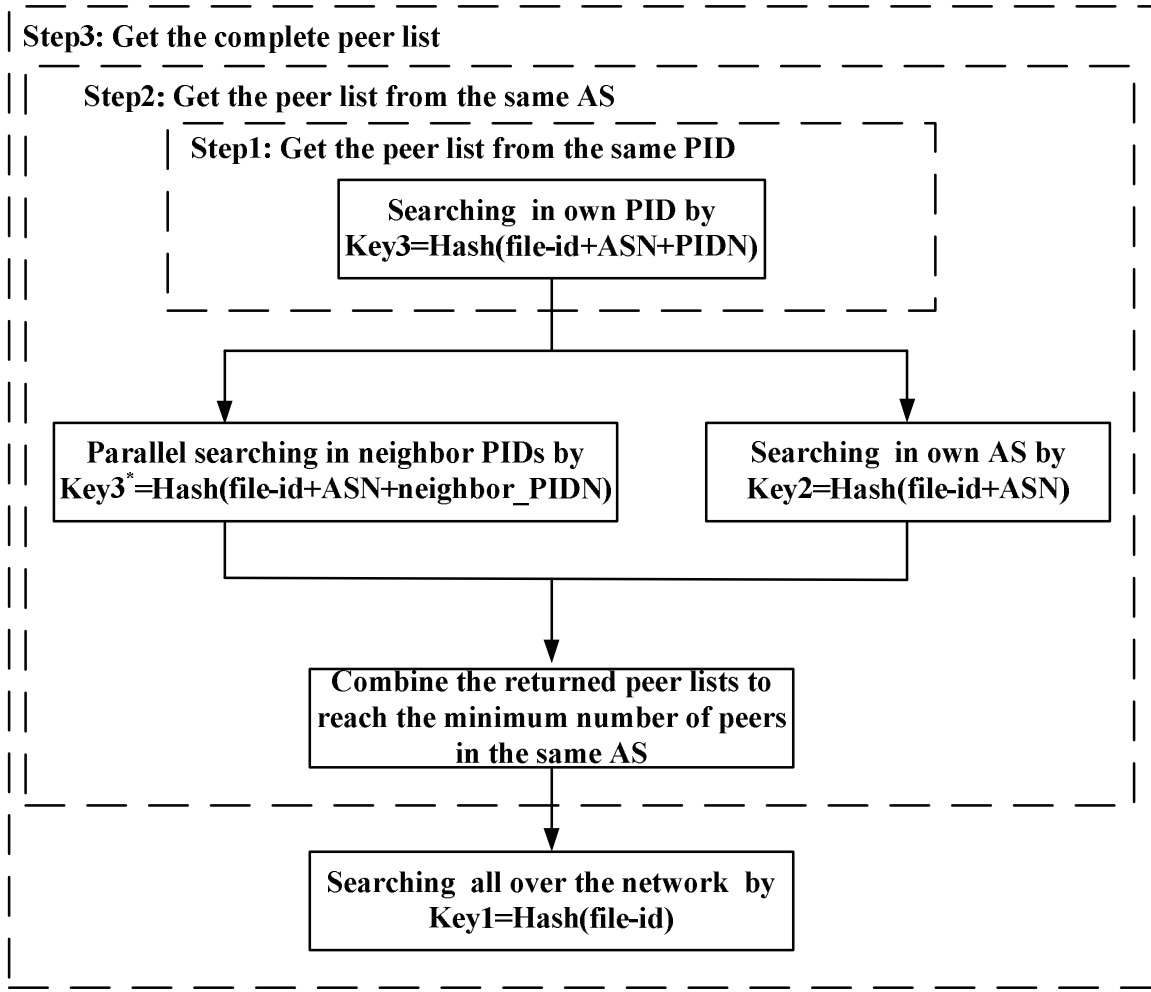 Step3: Get the complete peer list
Step2: Get the peer list from the same AS
Step1: Get the peer list from the same PID
Searching in own PID by
Key3=Hash(file-id+ASN+PIDN)
Parallel searching in neighbor PIDs by
Key3*=Hash(file-id+ASN+neighbor_PIDN)
Searching in own AS by
Key2=Hash(file-id+ASN)
Combine the returned peer lists to
reach the minimum number of peers
in the same AS
Searching all over the network by
Key1=Hash(file-id)